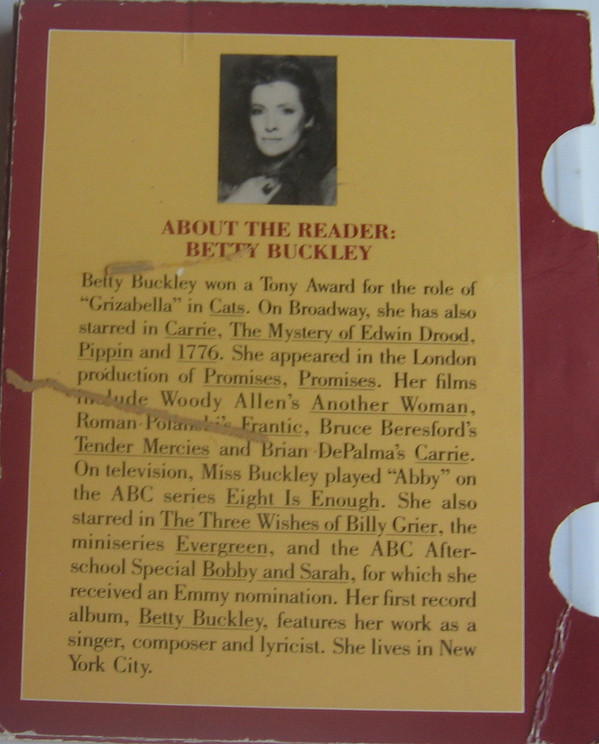 ABOUT THE READER:
BETTY BUCKLEY
Betty Buckley won a Tony Award for the role of
"Grizabella" in Cats. On Broadway, she has also
starred in Carrie, The Mystery of Edwin Drood,
Pippin and 1776. She appeared in the London
production of Promises, Promises. Her films
include Woody Allen's Another Woman,
Roman Polanski's Frantic, Bruce Beresford's
Tender Mercies and Brian DePalma's Carrie.
On television, Miss Buckley played "Abby" on
the ABC series Eight Is Enough. She also
starred in The Three Wishes of Billy Grier, the
miniseries Evergreen, and the ABC After-
school Special Bobby and Sarah, for which she
received an Emmy nomination. Her first record
album, Betty Buckley, features her work as a
singer, composer and lyricist. She lives in New
York City.